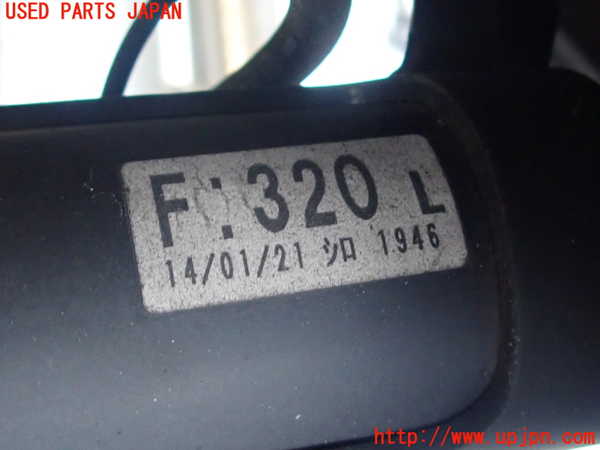 USED PARTS JAPAN
F:320 L
14/01/21 シロ 1946
http://www.upjpn.com